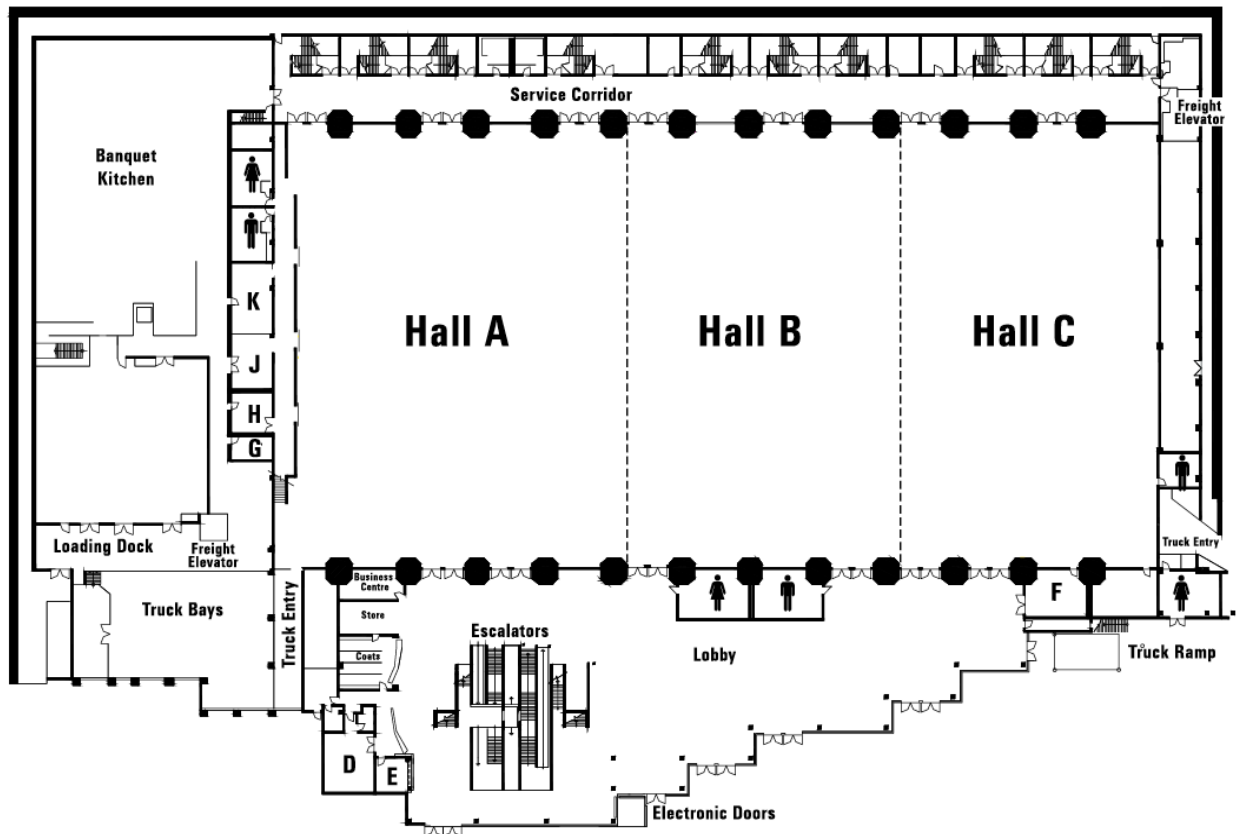 Service Corridor
Freight
Elevator
Banquet
Kitchen
K
Hall A
Hall B
Hall C
J
H
G
Loading Dock
Freight
Elevator
Truck Entry
Business
Centre
F
Truck Bays
Truck Entry
Store
Escalators
Coats
Lobby
Truck Ramp
D
E
Electronic Doors